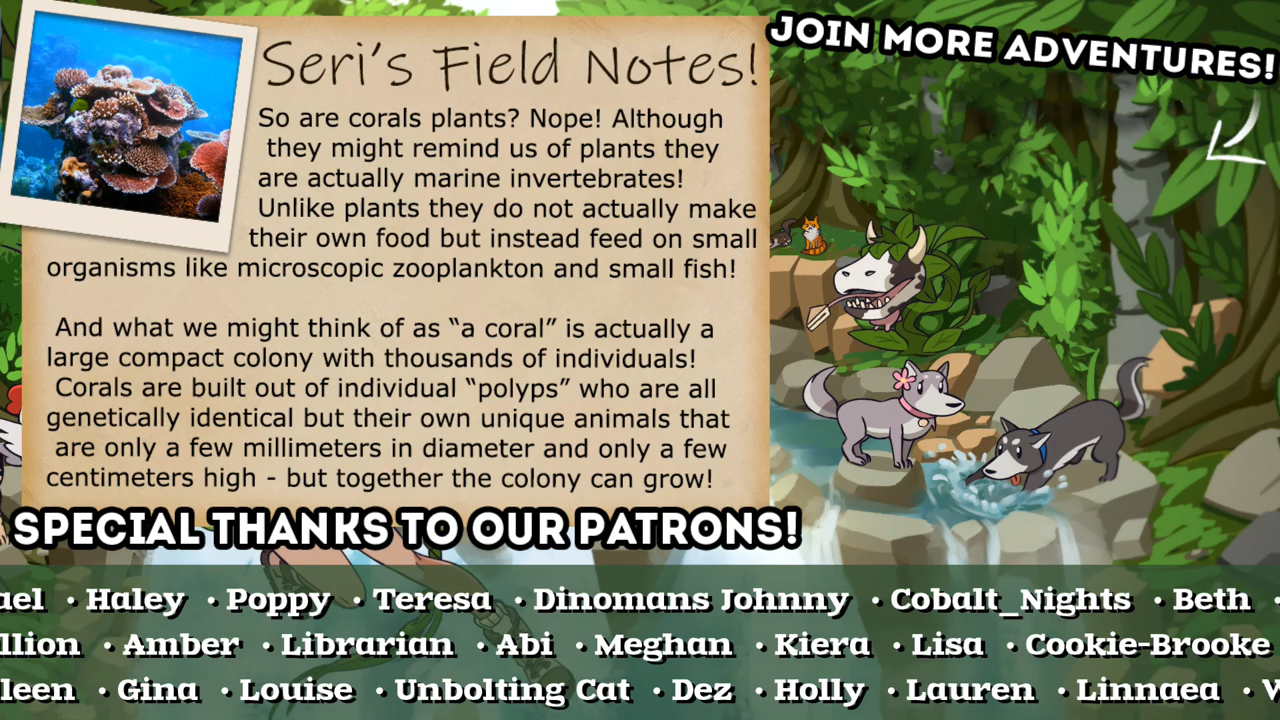 Seri's Field Notes!
JOIN MORE ADVENTURES!
So are corals plants? Nope! Although
they might remind us of plants they
are actually marine invertebrates!
Unlike plants they do not actually make
their own food but instead feed on small
organisms like microscopic zooplankton and small fish!
And what we might think of as “a coral” is actually a
large compact colony with thousands of individuals!
Corals are built out of individual “polyps” who are all
genetically identical but their own unique animals that
are only a few millimeters in diameter and only a few
centimeters high - but together the colony can grow!
SPECIAL THANKS TO OUR PATRONS!
ael • Haley • Poppy • Teresa • Dinomans Johnny • Cobalt_Nights • Beth •
llion • Amber • Librarian • Abi • Meghan • Kiera • Lisa • Cookie-Brooke
leen • Gina • Louise • Unbolting Cat • Dez • Holly • Lauren • Linnaea •